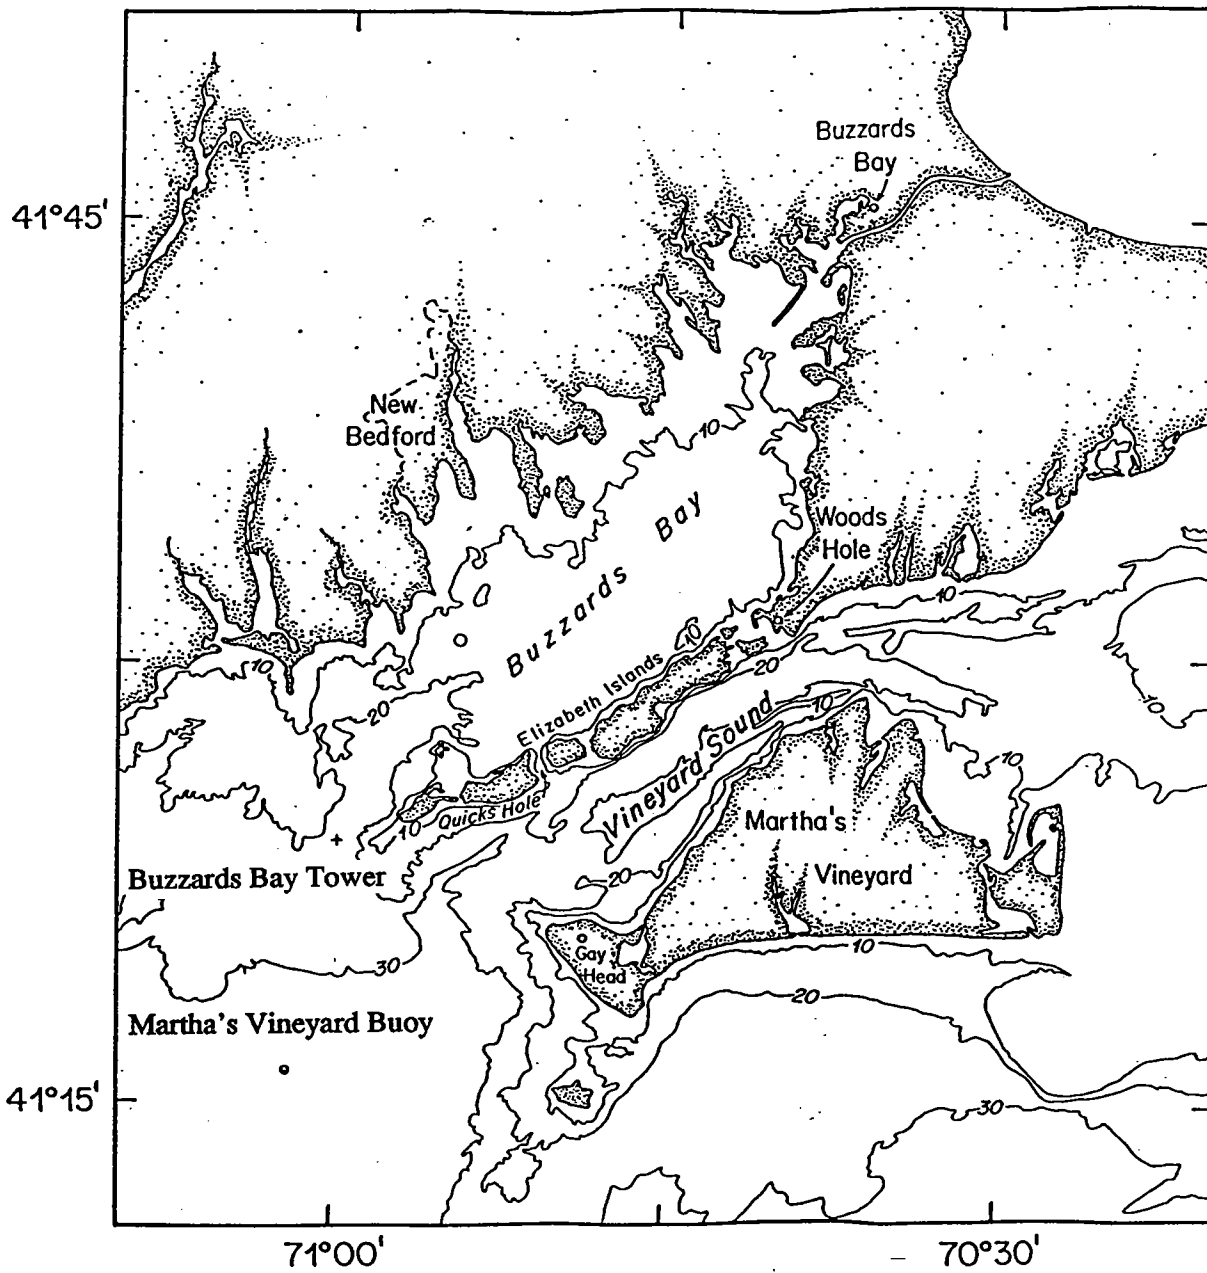 Buzzards
Bay
41°45'
New
Bedford
10
Bay
Woods
Hole
Buzzards
10
10
10
20
Elizabeth Islands
20
10
10
Vineyard Sound
10
Quicks Hole
10
Martha's
Vineyard
Buzzards Bay Tower
20
30
Gay
Head
10
20
Martha's Vineyard Buoy
41°15'
30
71°00'
70°30'